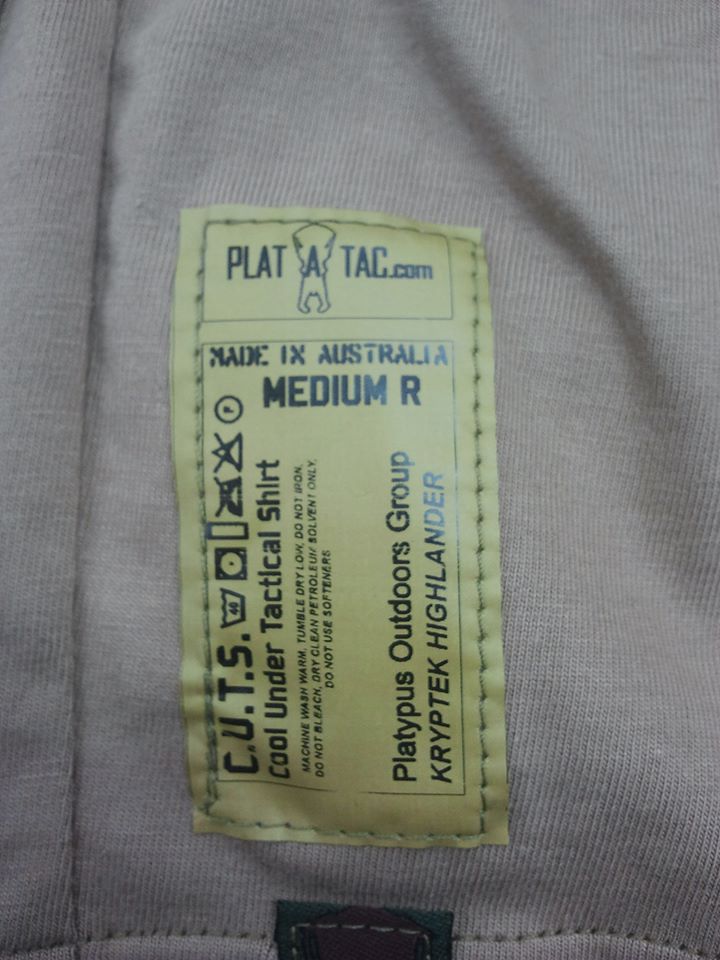 PLAT A TAC.com
MADE IN AUSTRALIA
MEDIUM R
C.U.T.S. 40 P
Cool Under Tactical Shirt
MACHINE WASH WARM, TUMBLE DRY LOW, DO NOT IRON,
DO NOT BLEACH, DRY CLEAN PETROLEUM SOLVENT ONLY,
DO NOT USE SOFTENERS
Platypus Outdoors Group
KRYPTEK HIGHLANDER